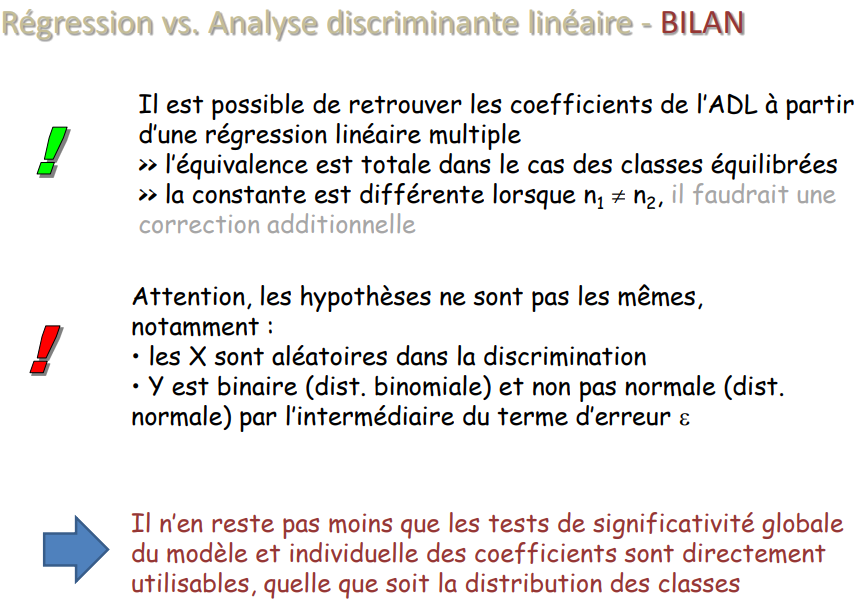 Régression vs. Analyse discriminante linéaire - BILAN
!
Il est possible de retrouver les coefficients de l'ADL à partir
d'une régression linéaire multiple
>> l'équivalence est totale dans le cas des classes équilibrées
>> la constante est différente lorsque n1 ≠ n2, il faudrait une
correction additionnelle
!
Attention, les hypothèses ne sont pas les mêmes,
notamment :
• les X sont aléatoires dans la discrimination
• Y est binaire (dist. binomiale) et non pas normale (dist.
normale) par l'intermédiaire du terme d'erreur ε
Il n'en reste pas moins que les tests de significativité globale
du modèle et individuelle des coefficients sont directement
utilisables, quelle que soit la distribution des classes